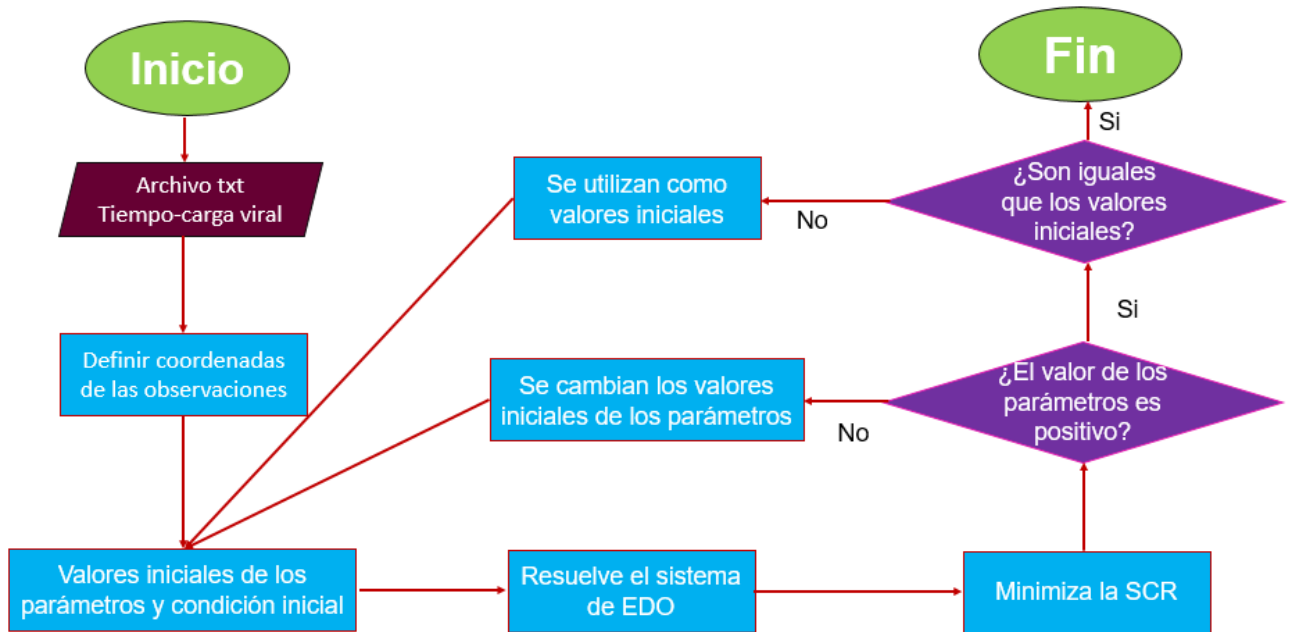 Inicio
Archivo txt
Tiempo-carga viral
Definir coordenadas
de las observaciones
Valores iniciales de los
parámetros y condición inicial
Resuelve el sistema
de EDO
Minimiza la SCR
¿El valor de los
parámetros es
positivo?
No
Se cambian los valores
iniciales de los parámetros
Si
¿Son iguales
que los valores
iniciales?
No
Se utilizan como
valores iniciales
Si
Fin